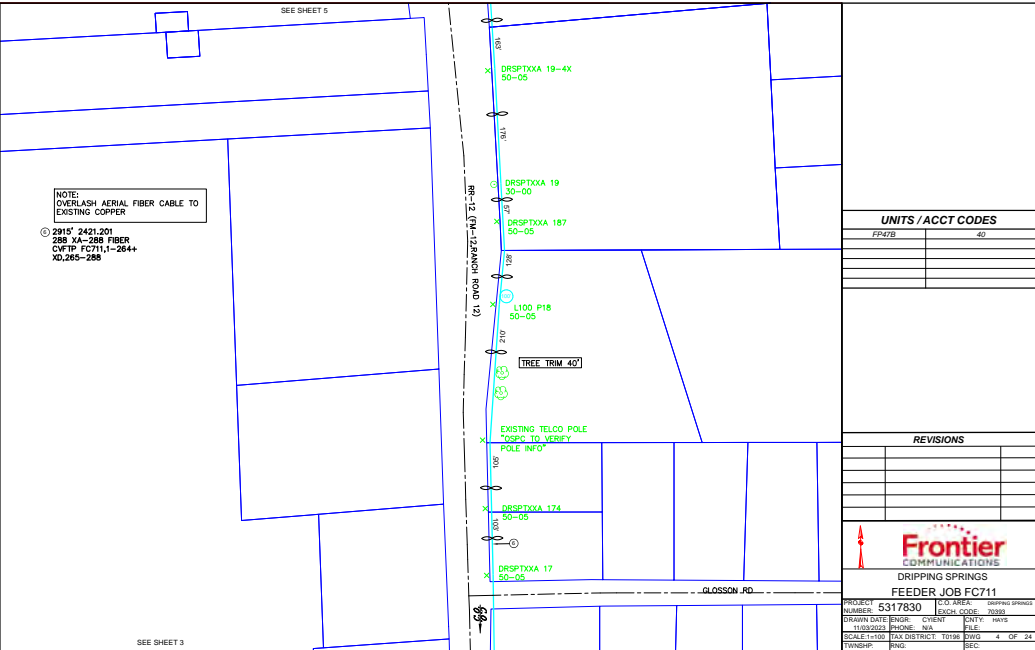 SEE SHEET 5
163'
DRSPTXXA 19-4X
50-05
176'
DRSPTXXA 19
30-00
57'
DRSPTXXA 187
50-05
NOTE:
OVERLASH AERIAL FIBER CABLE TO
EXISTING COPPER
6 2915' 2421.201
288 XA-288 FIBER
CVFTP FC711,1-264+
XD,265-288
RR-12 (FM-12,RANCH ROAD 12)
128'
L100 P18
50-05
210'
TREE TRIM 40'
EXISTING TELCO POLE
"OSPC TO VERIFY
POLE INFO"
105'
DRSPTXXA 174
50-05
103'
6
DRSPTXXA 17
50-05
GLOSSON RD
SEE SHEET 3
UNITS / ACCT CODES
FP47B 40
REVISIONS
Frontier
COMMUNICATIONS
DRIPPING SPRINGS
FEEDER JOB FC711
PROJECT NUMBER: 5317830
C.O. AREA: DRIPPING SPRINGS
EXCH. CODE: 70393
DRAWN DATE: 11/03/2023
ENGR: CYIENT
PHONE: N/A
CNTY: HAYS
FILE:
SCALE:1=100 TAX DISTRICT: T0196 DWG 4 OF 24
TWNSHP: RNG: SEC: